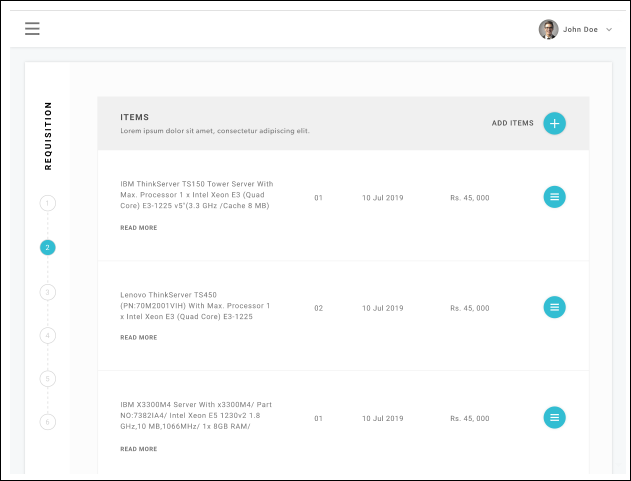 John Doe
REQUISITION
1
2
3
4
5
6
ITEMS
Lorem ipsum dolor sit amet, consectetur adipiscing elit.
ADD ITEMS
IBM ThinkServer TS150 Tower Server With
Max. Processor 1 x Intel Xeon E3 (Quad
Core) E3-1225 v5"(3.3 GHz /Cache 8 MB)
READ MORE
01
10 Jul 2019
Rs. 45, 000
Lenovo ThinkServer TS450
(PN:70M2001VIH) With Max. Processor 1
x Intel Xeon E3 (Quad Core) E3-1225
READ MORE
02
10 Jul 2019
Rs. 45, 000
IBM X3300M4 Server With x3300M4/ Part
NO:7382IA4/ Intel Xeon E5 1230v2 1.8
GHz,10 MB,1066MHz/ 1x 8GB RAM/
READ MORE
01
10 Jul 2019
Rs. 45, 000